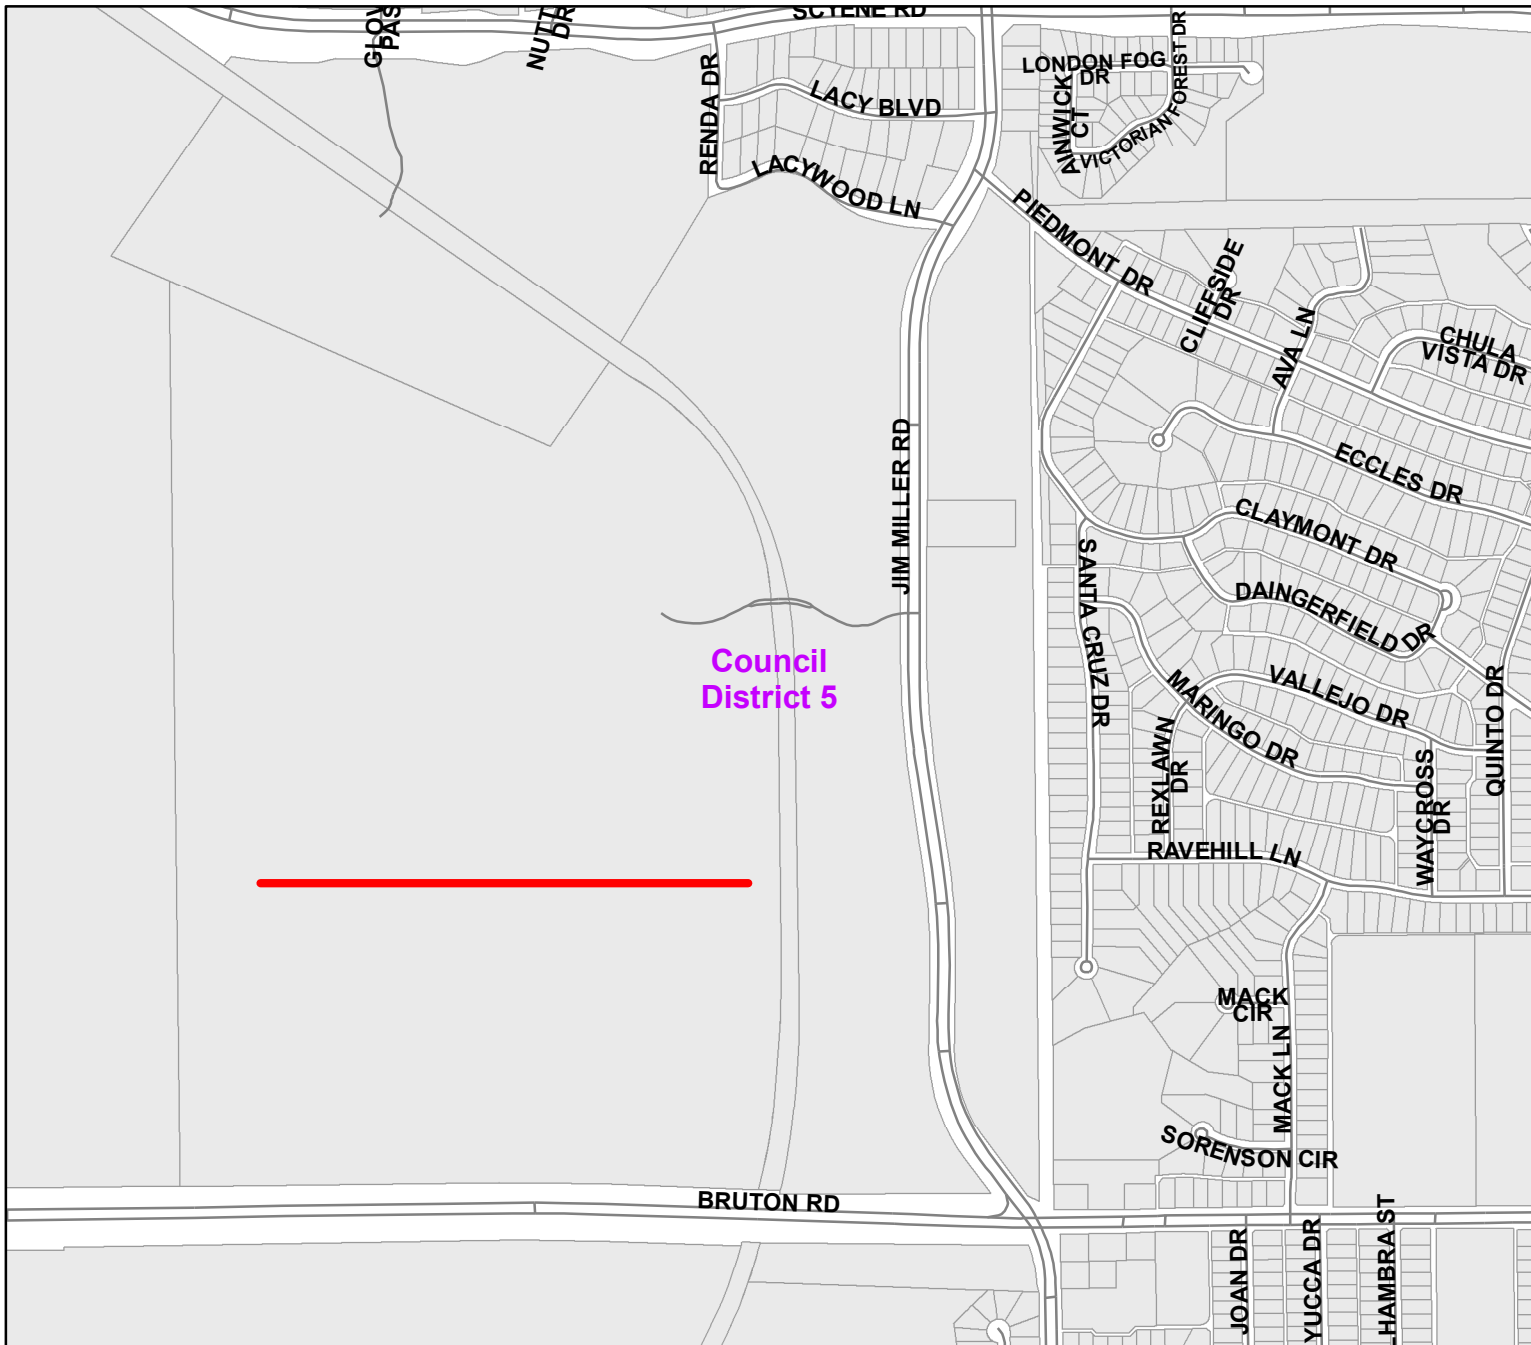 SCYENE RD
NUTT
DR
LONDON FOG
DR
RENDA DR
LACY BLVD
AINWICK
CT
VICTORIAN FOREST DR
LACYWOOD LN
PIEDMONT DR
CLIFFSIDE
DR
AVA LN
CHULA
VISTA DR
JIM MILLER RD
ECCLES DR
CLAYMONT DR
SANTA CRUZ DR
DAINGERFIELD DR
Council
District 5
MARINGO DR
VALLEJO DR
QUINTO DR
REXLAWN
DR
WAYCROSS
DR
RAVEHILL LN
MACK
CIR
MACK LN
SORENSON CIR
BRUTON RD
JOAN DR
YUCCA DR
LHAMBRA ST